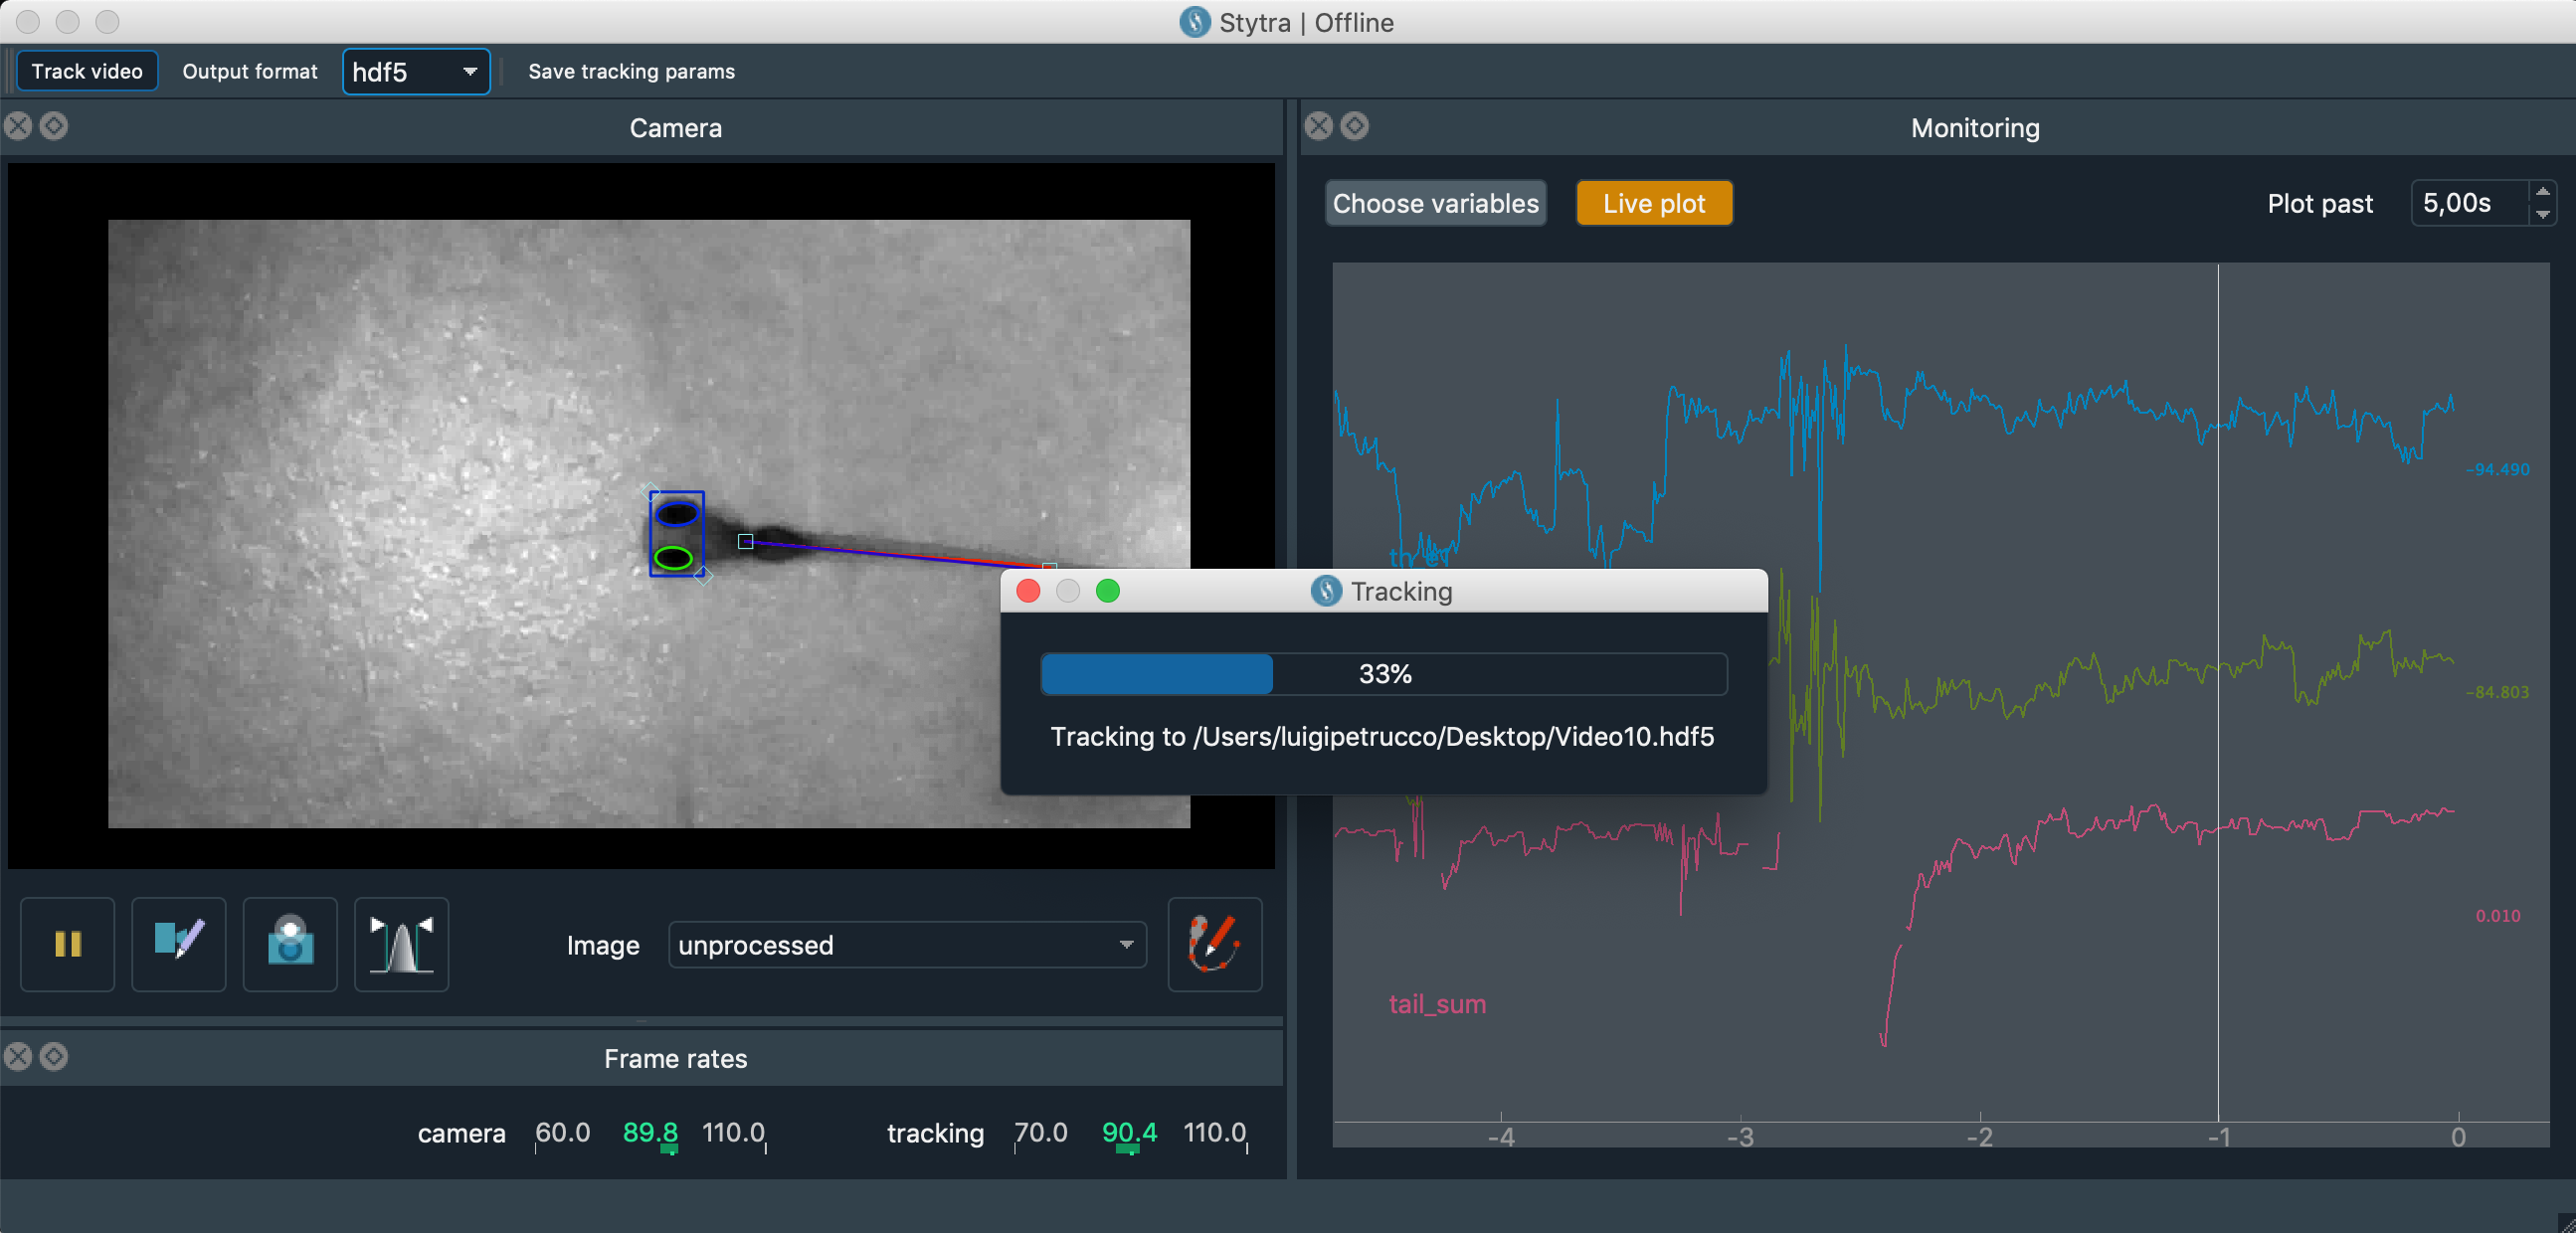 Stytra | Offline
Track video
Output format
hdf5
Save tracking params
Camera
Monitoring
Choose variables
Live plot
Plot past
5,00s
-94.490
Tracking
33%
Tracking to /Users/luigipetrucco/Desktop/Video10.hdf5
-84.803
0.010
tail_sum
-4
-3
-2
-1
0
Image
unprocessed
Frame rates
camera 60.0 89.8 110.0
tracking 70.0 90.4 110.0